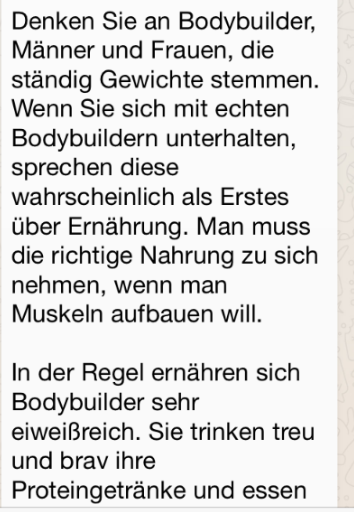 Denken Sie an Bodybuilder,
Männer und Frauen, die
ständig Gewichte stemmen.
Wenn Sie sich mit echten
Bodybuildern unterhalten,
sprechen diese
wahrscheinlich als Erstes
über Ernährung. Man muss
die richtige Nahrung zu sich
nehmen, wenn man
Muskeln aufbauen will.

In der Regel ernähren sich
Bodybuilder sehr
eiweißreich. Sie trinken treu
und brav ihre
Proteingetränke und essen